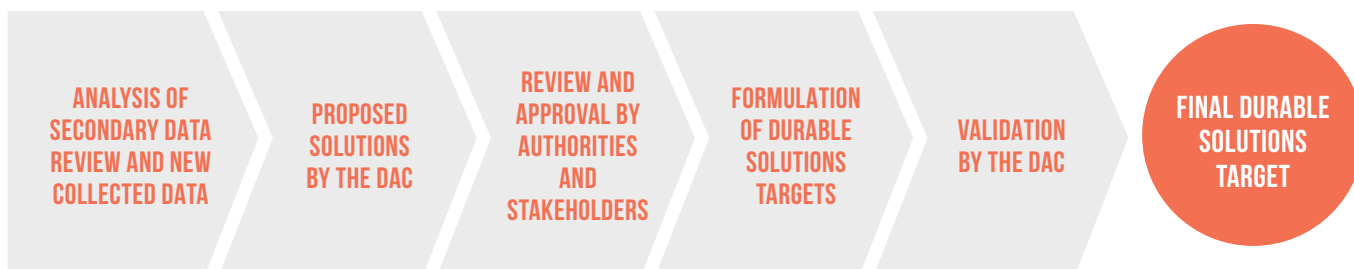 ANALYSIS OF
SECONDARY DATA
REVIEW AND NEW
COLLECTED DATA
PROPOSED
SOLUTIONS
BY THE DAC
REVIEW AND
APPROVAL BY
AUTHORITIES
AND
STAKEHOLDERS
FORMULATION
OF DURABLE
SOLUTIONS
TARGETS
VALIDATION
BY THE DAC
FINAL DURABLE
SOLUTIONS
TARGET